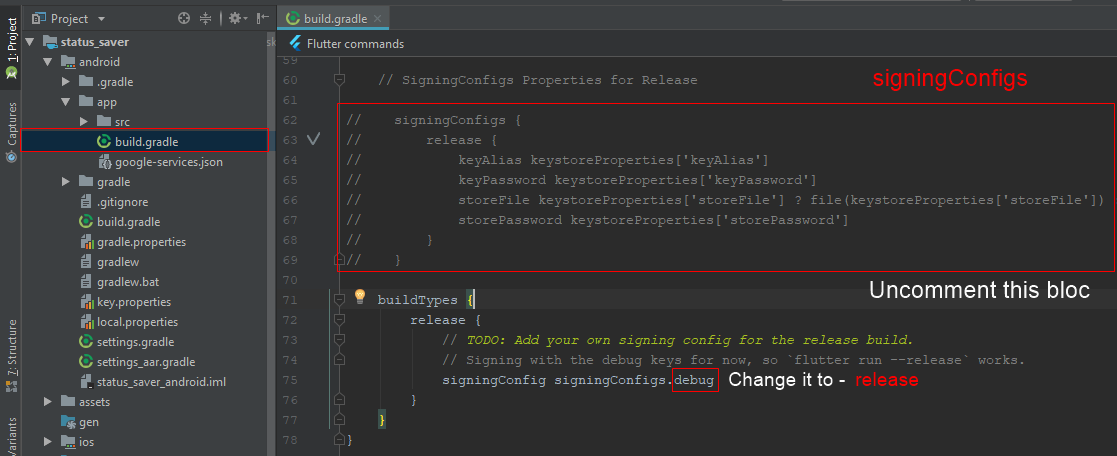 Project
build.gradle
Flutter commands
1: Project
Captures
7: Structure
Variants
status_saver
android
.gradle
app
src
build.gradle
google-services.json
gradle
.gitignore
build.gradle
gradle.properties
gradlew
gradlew.bat
key.properties
local.properties
settings.gradle
settings_aar.gradle
status_saver_android.iml
assets
gen
ios
59
60 // SigningConfigs Properties for Release
signingConfigs
61
62 // signingConfigs {
63 // release {
64 // keyAlias keystoreProperties['keyAlias']
65 // keyPassword keystoreProperties['keyPassword']
66 // storeFile keystoreProperties['storeFile'] ? file(keystoreProperties['storeFile'])
67 // storePassword keystoreProperties['storePassword']
68 // }
69 // }
70
Uncomment this bloc
71 buildTypes {
72 release {
73 // TODO: Add your own signing config for the release build.
74 // Signing with the debug keys for now, so `flutter run --release` works.
75 signingConfig signingConfigs.debug Change it to - release
76 }
77 }
78 }